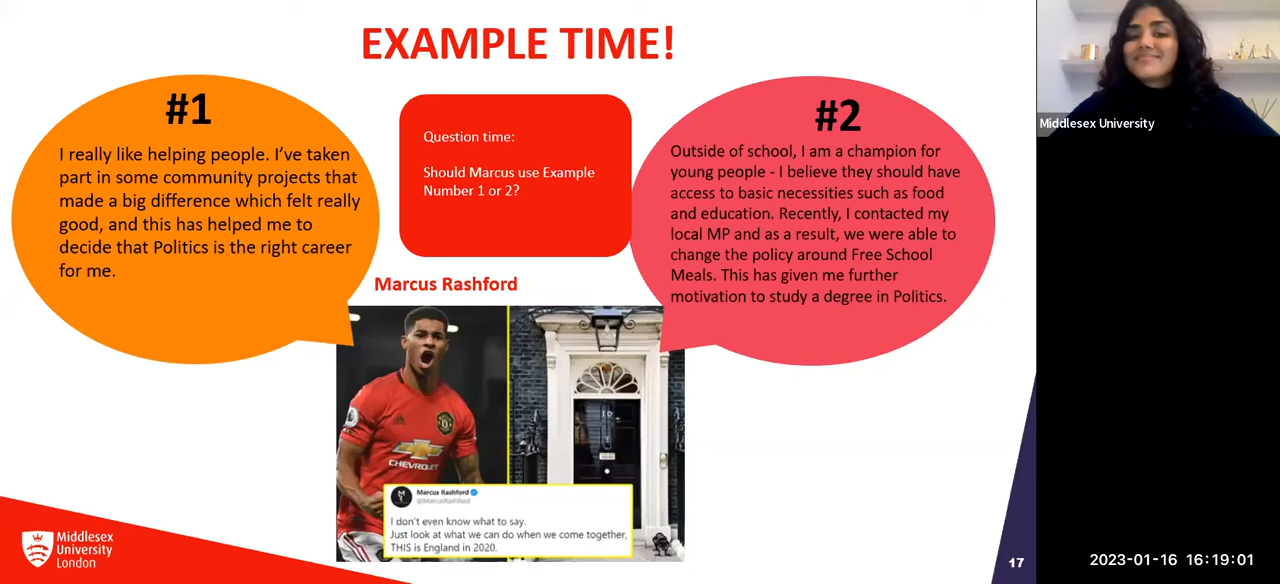 EXAMPLE TIME!
#1
I really like helping people. I've taken
part in some community projects that
made a big difference which felt really
good, and this has helped me to
decide that Politics is the right career
for me.
Question time:
Should Marcus use Example
Number 1 or 2?
#2
Outside of school, I am a champion for
young people - I believe they should have
access to basic necessities such as food
and education. Recently, I contacted my
local MP and as a result, we were able to
change the policy around Free School
Meals. This has given me further
motivation to study a degree in Politics.
Marcus Rashford
10
CHEVROLET
Marcus Rashford
@MarcusRashford
I don't even know what to say.
Just look at what we can do when we come together,
THIS is England in 2020.
Middlesex
University
London
17
Middlesex University
2023-01-16 16:19:01